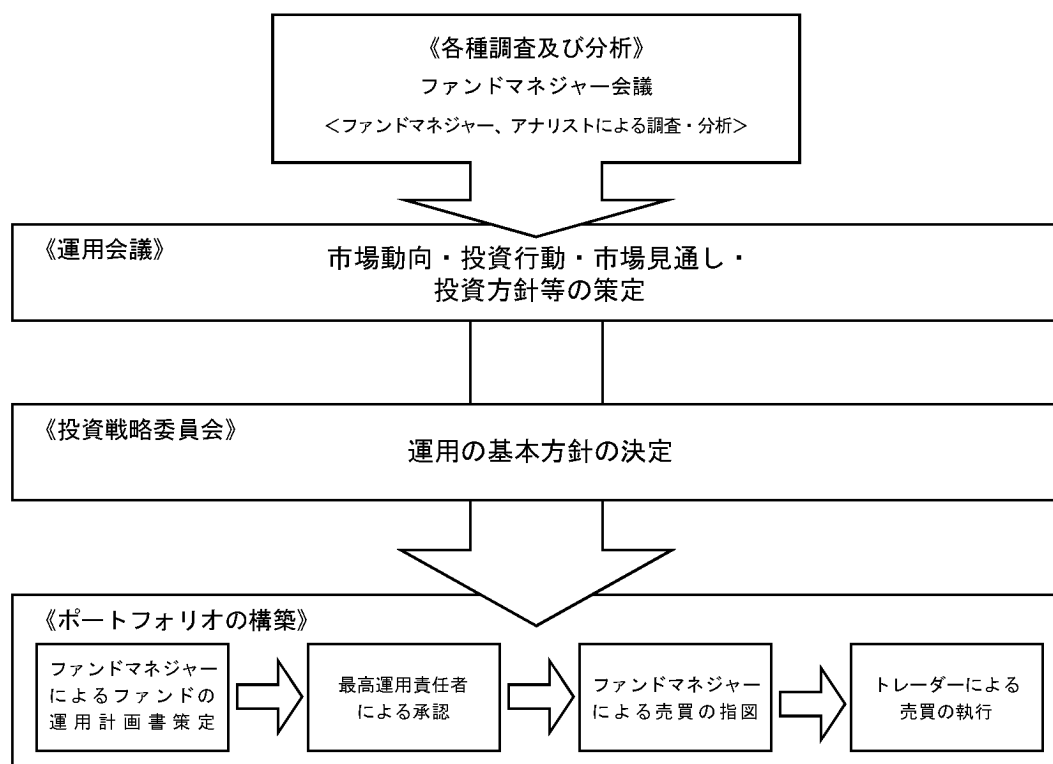 《各種調査及び分析》
ファンドマネジャー会議
＜ファンドマネジャー、アナリストによる調査・分析＞
《運用会議》
市場動向・投資行動・市場見通し・
投資方針等の策定
《投資戦略委員会》
運用の基本方針の決定
《ポートフォリオの構築》
ファンドマネジャー
によるファンドの
運用計画書策定
最高運用責任者
による承認
ファンドマネジャー
による売買の指図
トレーダーによる
売買の執行